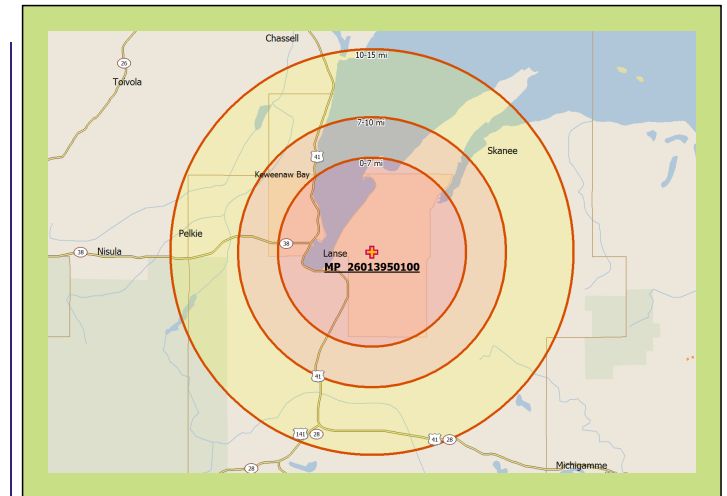 Chassell
10-15 mi
26
Toivola
7-10 mi
Skanee
41
0-7 mi
Keweenaw Bay
Pelkie
38
38
Nisula
Lanse
MP_26013950100
41
141
28
41
28
28
Michigamme